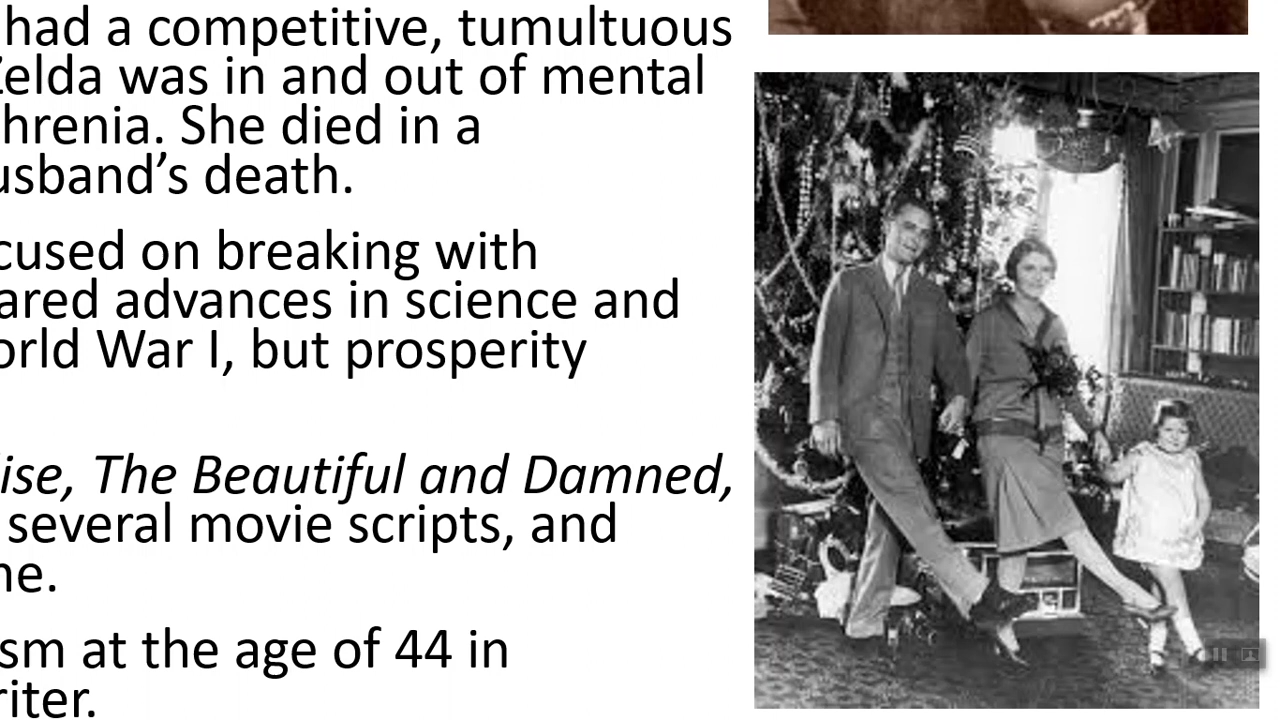 had a competitive, tumultuous
Zelda was in and out of mental
hrenia. She died in a
usband’s death.
cused on breaking with
ared advances in science and
orld War I, but prosperity
ise, The Beautiful and Damned,
several movie scripts, and
ne.
sm at the age of 44 in
riter.